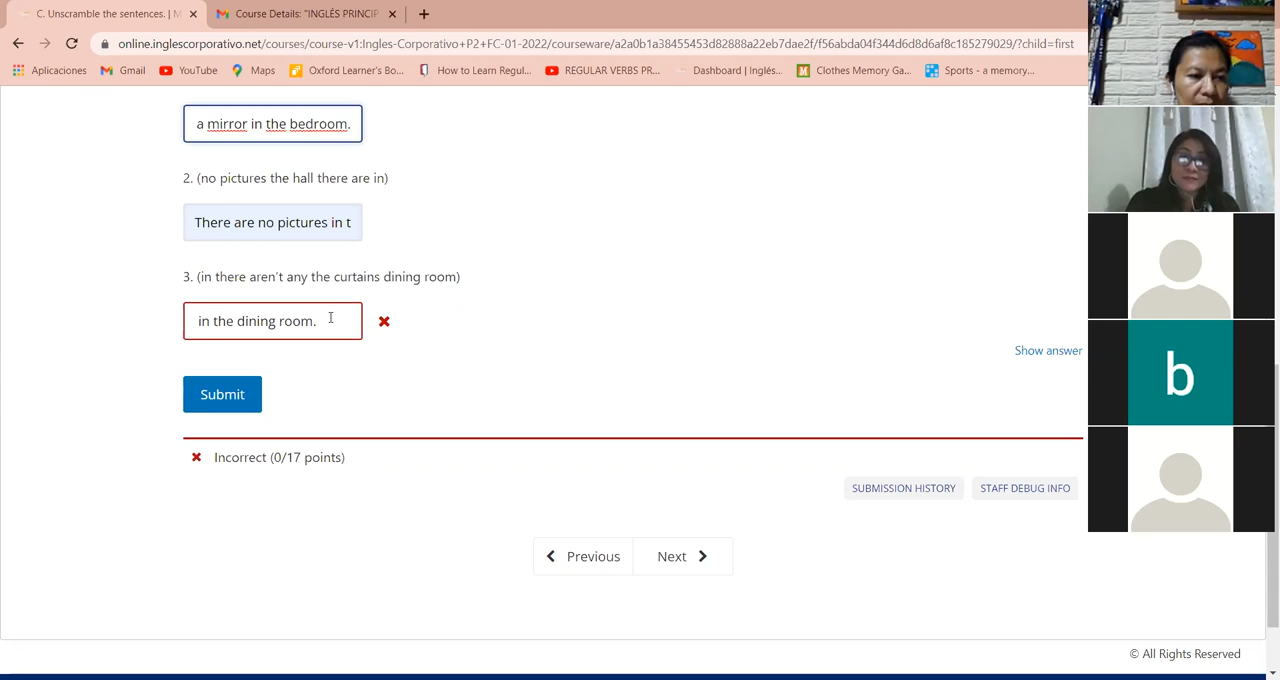 C. Unscramble the sentences. | M
Course Details: "INGLÉS PRINCIP
online.inglescorporativo.net/courses/course-v1:Ingles-Corporativo+P2+FC-01-2022/courseware/a2a0b1a38455453d82888a22eb7dae2f/f56abda04f344d6d8d6af8c185279029/?child=first
Aplicaciones
Gmail
YouTube
Maps
Oxford Learner's Bo...
How to Learn Regul...
REGULAR VERBS PR...
Dashboard | Inglés...
Clothes Memory Ga...
Sports - a memory...
a mirror in the bedroom.
2. (no pictures the hall there are in)
There are no pictures in t
3. (in there aren't any the curtains dining room)
in the dining room.
Show answer
Submit
Incorrect (0/17 points)
SUBMISSION HISTORY
STAFF DEBUG INFO
Previous
Next
© All Rights Reserved
b